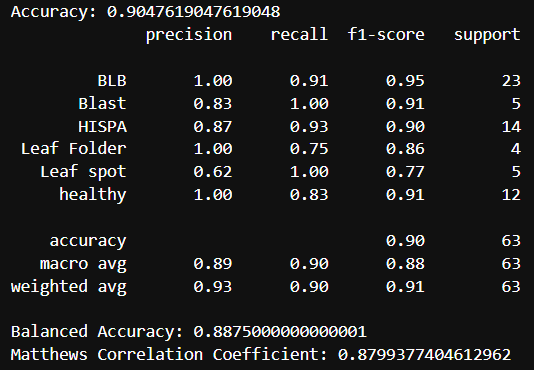 Accuracy: 0.9047619047619048
precision recall f1-score support
BLB 1.00 0.91 0.95 23
Blast 0.83 1.00 0.91 5
HISPA 0.87 0.93 0.90 14
Leaf Folder 1.00 0.75 0.86 4
Leaf spot 0.62 1.00 0.77 5
healthy 1.00 0.83 0.91 12
accuracy 0.90 63
macro avg 0.89 0.90 0.88 63
weighted avg 0.93 0.90 0.91 63
Balanced Accuracy: 0.8875000000000001
Matthews Correlation Coefficient: 0.8799377404612962